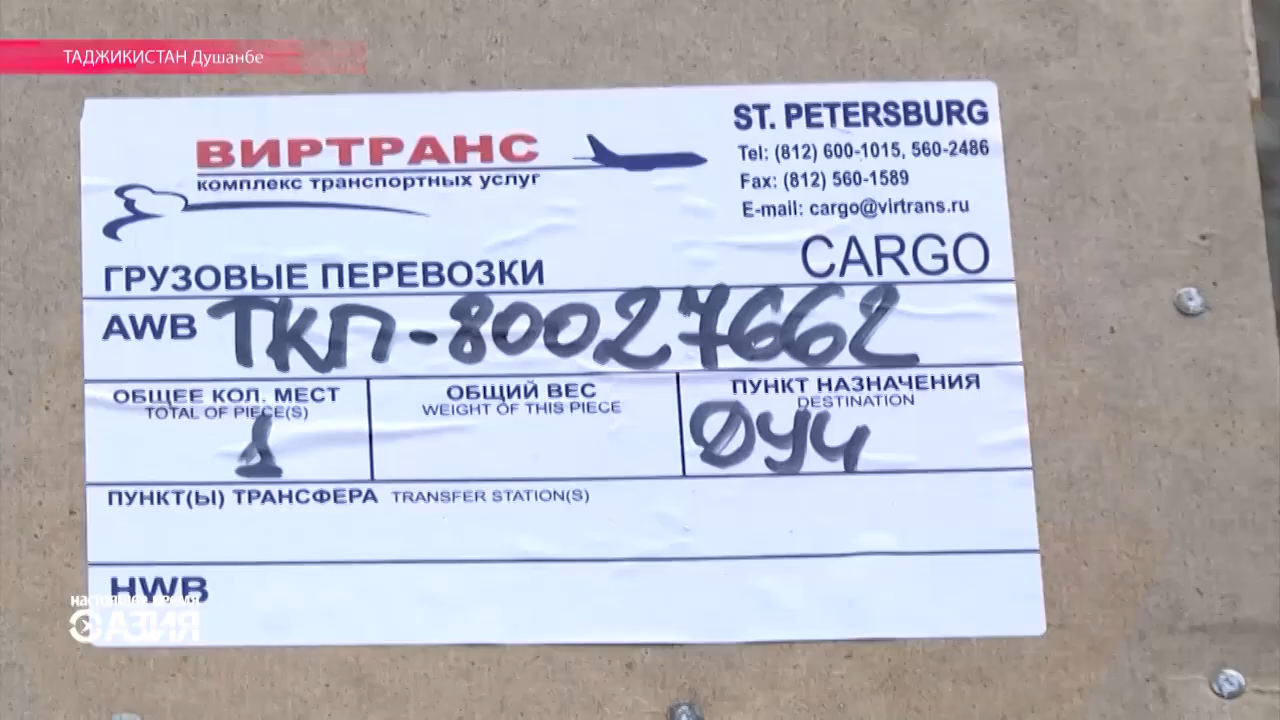 ТАДЖИКИСТАН Душанбе
ВИРТРАНС
комплекс транспортных услуг
ST. PETERSBURG
Tel: (812) 600-1015, 560-2486
Fax: (812) 560-1589
E-mail: cargo@virtrans.ru
CARGO
ГРУЗОВЫЕ ПЕРЕВОЗКИ
AWB ТКП-80027662
ОБЩЕЕ КОЛ. МЕСТ
TOTAL OF PIECE(S)
1
ОБЩИЙ ВЕС
WEIGHT OF THIS PIECE
ПУНКТ НАЗНАЧЕНИЯ
DESTINATION
ДУЧ
ПУНКТ(Ы) ТРАНСФЕРА TRANSFER STATION(S)
HWB
НАСТОЯЩЕЕ ВРЕМЯ
АЗИЯ